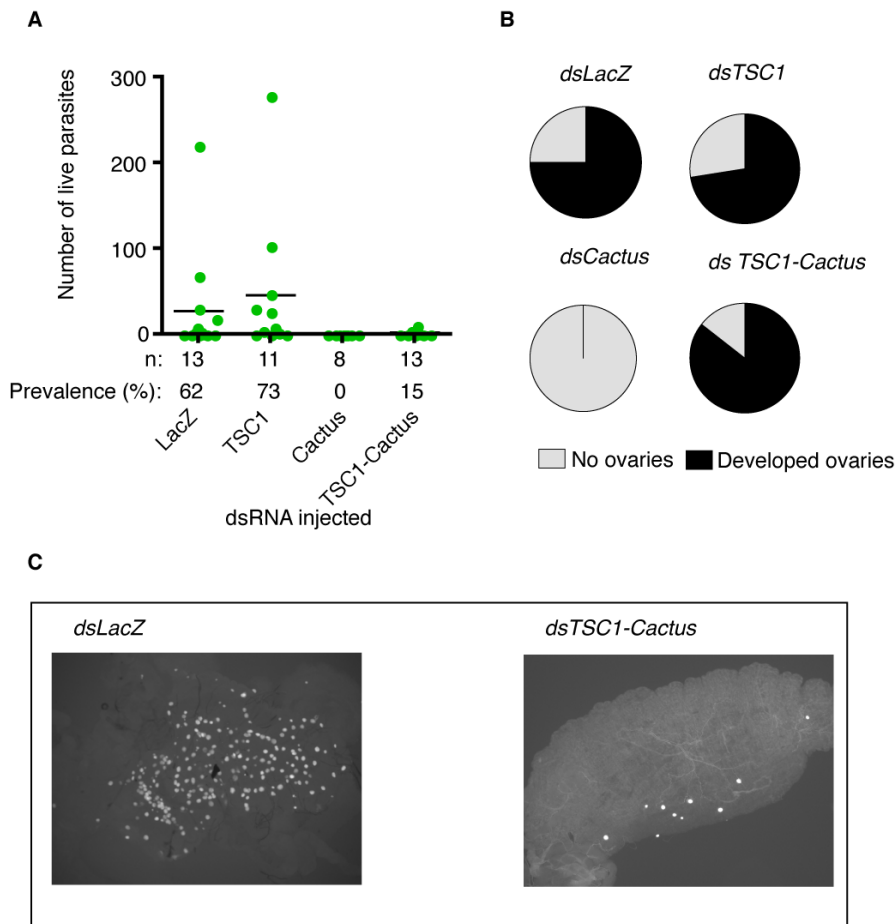 A
Number of live parasites
300
200
100
0
n: 13 11 8 13
Prevalence (%): 62 73 0 15
LacZ TSC1 Cactus TSC1-Cactus
dsRNA injected
B
dsLacZ dsTSC1
dsCactus ds TSC1-Cactus
No ovaries Developed ovaries
C
dsLacZ dsTSC1-Cactus